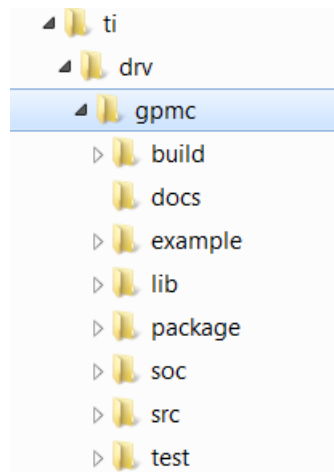 ti
drv
gpmc
build
docs
example
lib
package
soc
src
test